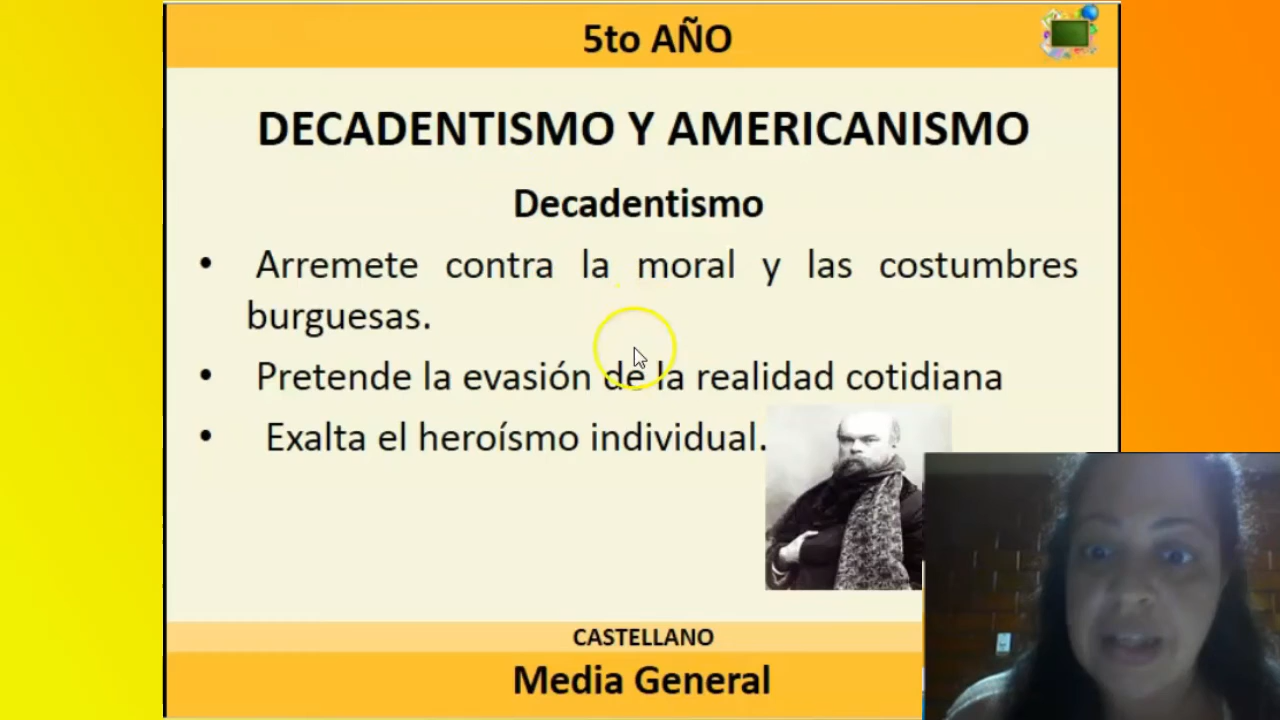 5to AÑO
DECADENTISMO Y AMERICANISMO
Decadentismo
• Arremete contra la moral y las costumbres
burguesas.
• Pretende la evasión de la realidad cotidiana
• Exalta el heroísmo individual.
CASTELLANO
Media General